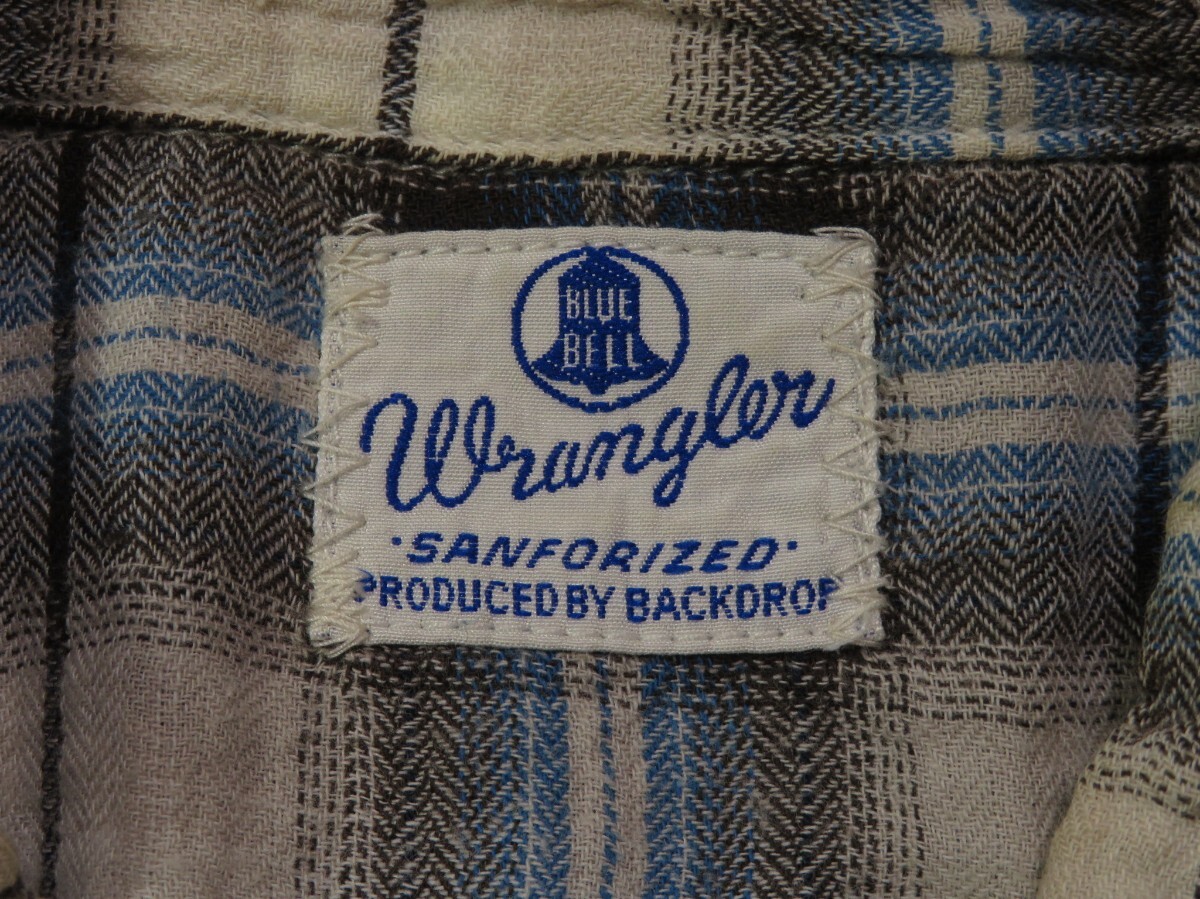 BLUE
BELL
Wrangler
·SANFORIZED·
PRODUCED BY BACKDROP